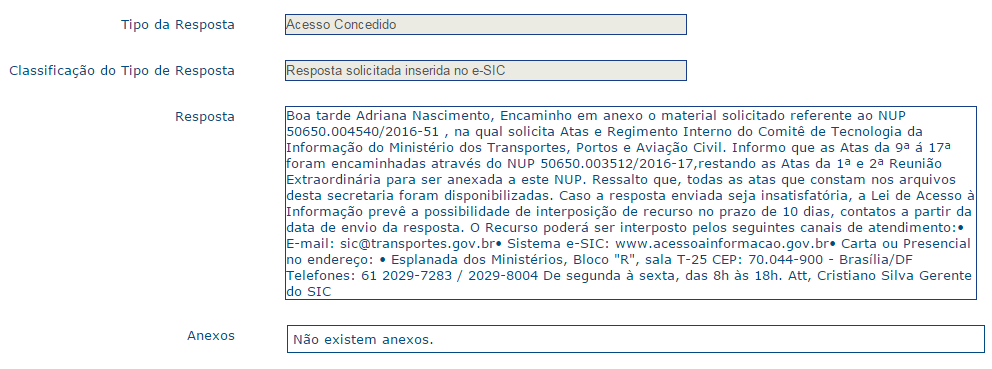 Tipo da Resposta
Acesso Concedido
Classificação do Tipo de Resposta
Resposta solicitada inserida no e-SIC
Resposta
Boa tarde Adriana Nascimento, Encaminho em anexo o material solicitado referente ao NUP
50650.004540/2016-51 , na qual solicita Atas e Regimento Interno do Comitê de Tecnologia da
Informação do Ministério dos Transportes, Portos e Aviação Civil. Informo que as Atas da 9ª á 17ª
foram encaminhadas através do NUP 50650.003512/2016-17,restando as Atas da 1ª e 2ª Reunião
Extraordinária para ser anexada a este NUP. Ressalto que, todas as atas que constam nos arquivos
desta secretaria foram disponibilizadas. Caso a resposta enviada seja insatisfatória, a Lei de Acesso à
Informação prevê a possibilidade de interposição de recurso no prazo de 10 dias, contatos a partir da
data de envio da resposta. O Recurso poderá ser interposto pelos seguintes canais de atendimento:•
E-mail: sic@transportes.gov.br• Sistema e-SIC: www.acessoainformacao.gov.br• Carta ou Presencial
no endereço: • Esplanada dos Ministérios, Bloco "R", sala T-25 CEP: 70.044-900 - Brasília/DF
Telefones: 61 2029-7283 / 2029-8004 De segunda à sexta, das 8h às 18h. Att, Cristiano Silva Gerente
do SIC
Anexos
Não existem anexos.